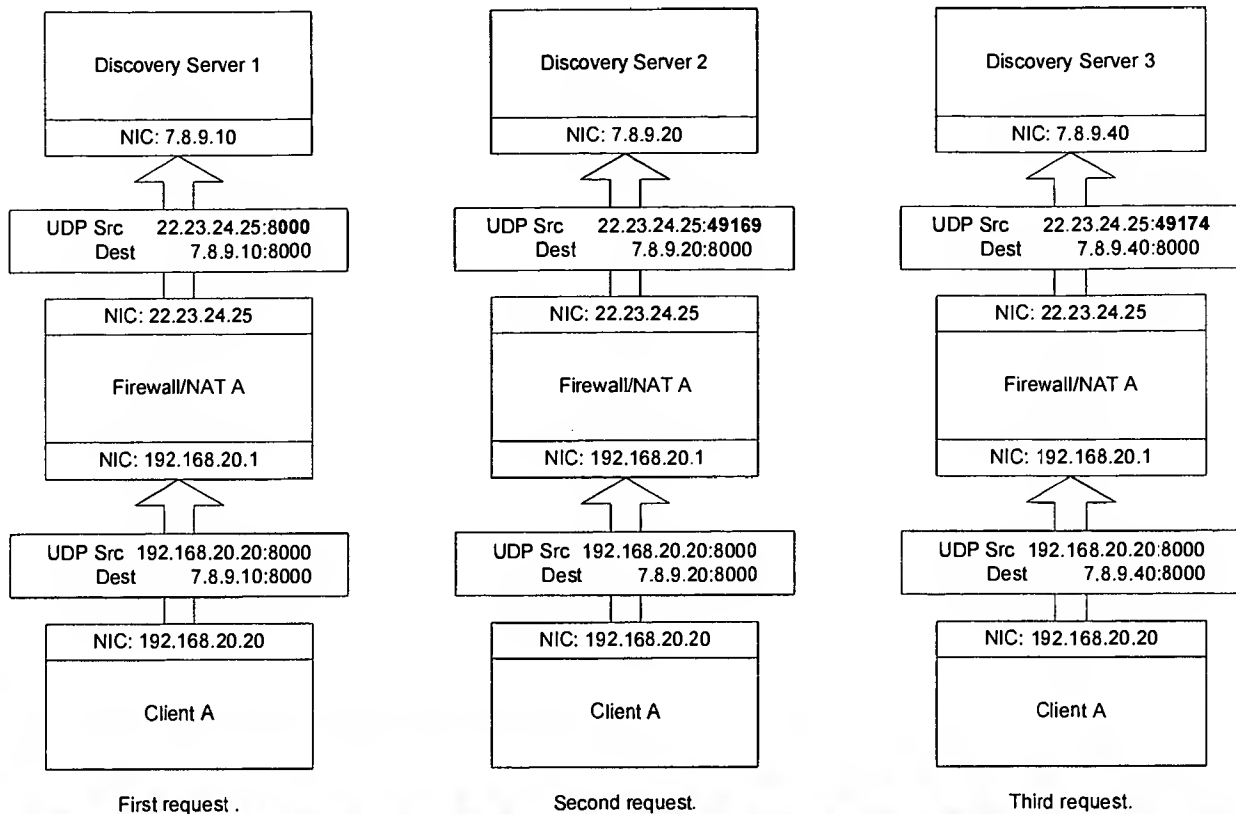 Discovery Server 1
NIC: 7.8.9.10
UDP Src 22.23.24.25:8000
Dest 7.8.9.10:8000
NIC: 22.23.24.25
Firewall/NAT A
NIC: 192.168.20.1
UDP Src 192.168.20.20:8000
Dest 7.8.9.10:8000
NIC: 192.168.20.20
Client A
First request .
Discovery Server 2
NIC: 7.8.9.20
UDP Src 22.23.24.25:49169
Dest 7.8.9.20:8000
NIC: 22.23.24.25
Firewall/NAT A
NIC: 192.168.20.1
UDP Src 192.168.20.20:8000
Dest 7.8.9.20:8000
NIC: 192.168.20.20
Client A
Second request.
Discovery Server 3
NIC: 7.8.9.40
UDP Src 22.23.24.25:49174
Dest 7.8.9.40:8000
NIC: 22.23.24.25
Firewall/NAT A
NIC: 192.168.20.1
UDP Src 192.168.20.20:8000
Dest 7.8.9.40:8000
NIC: 192.168.20.20
Client A
Third request.